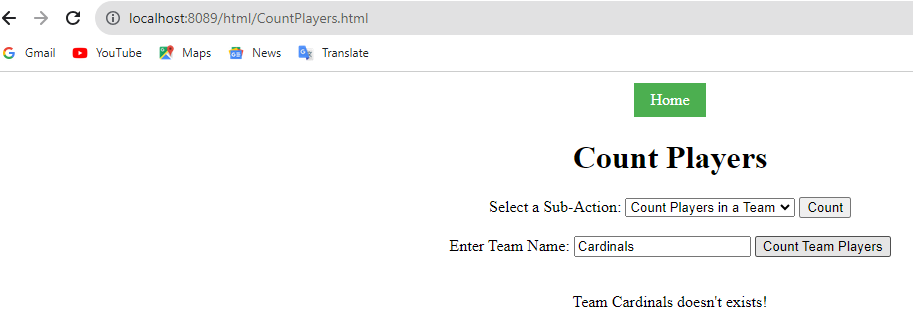 localhost:8089/html/CountPlayers.html
Gmail YouTube Maps News Translate
Home
Count Players
Select a Sub-Action: Count Players in a Team Count
Enter Team Name: Cardinals Count Team Players
Team Cardinals doesn't exists!